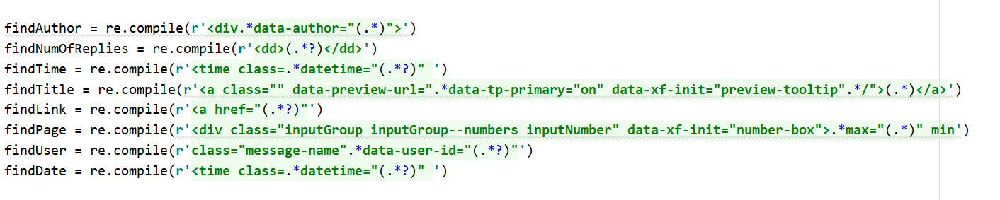 findAuthor = re.compile(r'<div.*data-author="(.*)">')
findNumOfReplies = re.compile(r'<dd>(.*?)</dd>')
findTime = re.compile(r'<time class=.*datetime="(.*?)" ')
findTitle = re.compile(r'<a class="" data-preview-url=".*data-tp-primary="on" data-xf-init="preview-tooltip".*/">(.*)</a>')
findLink = re.compile(r'<a href="(.*?)"')
findPage = re.compile(r'<div class="inputGroup inputGroup--numbers inputNumber" data-xf-init="number-box">.*max="(.*)" min')
findUser = re.compile(r'class="message-name".*data-user-id="(.*?)"')
findDate = re.compile(r'<time class=.*datetime="(.*?)" ')